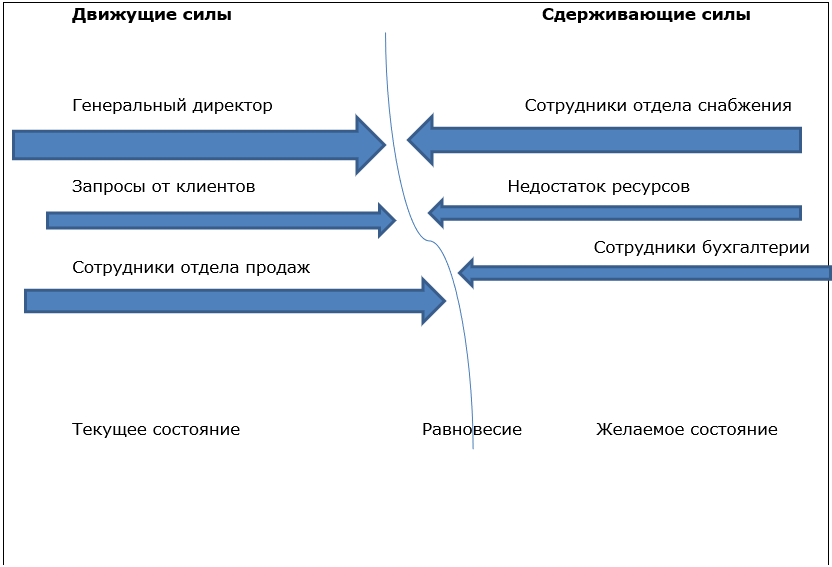 Движущие силы
Сдерживающие силы
Генеральный директор
Сотрудники отдела снабжения
Запросы от клиентов
Недостаток ресурсов
Сотрудники бухгалтерии
Сотрудники отдела продаж
Текущее состояние
Равновесие
Желаемое состояние